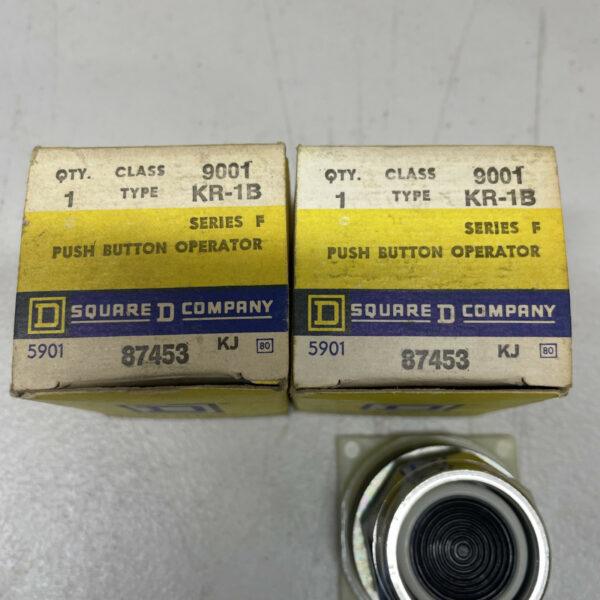 QTY. CLASS 9001
1 TYPE KR-1B
SERIES F
PUSH BUTTON OPERATOR
D SQUARE D COMPANY
5901 87453 KJ 80
QTY. CLASS 9001
1 TYPE KR-1B
SERIES F
PUSH BUTTON OPERATOR
D SQUARE D COMPANY
5901 87453 KJ 80